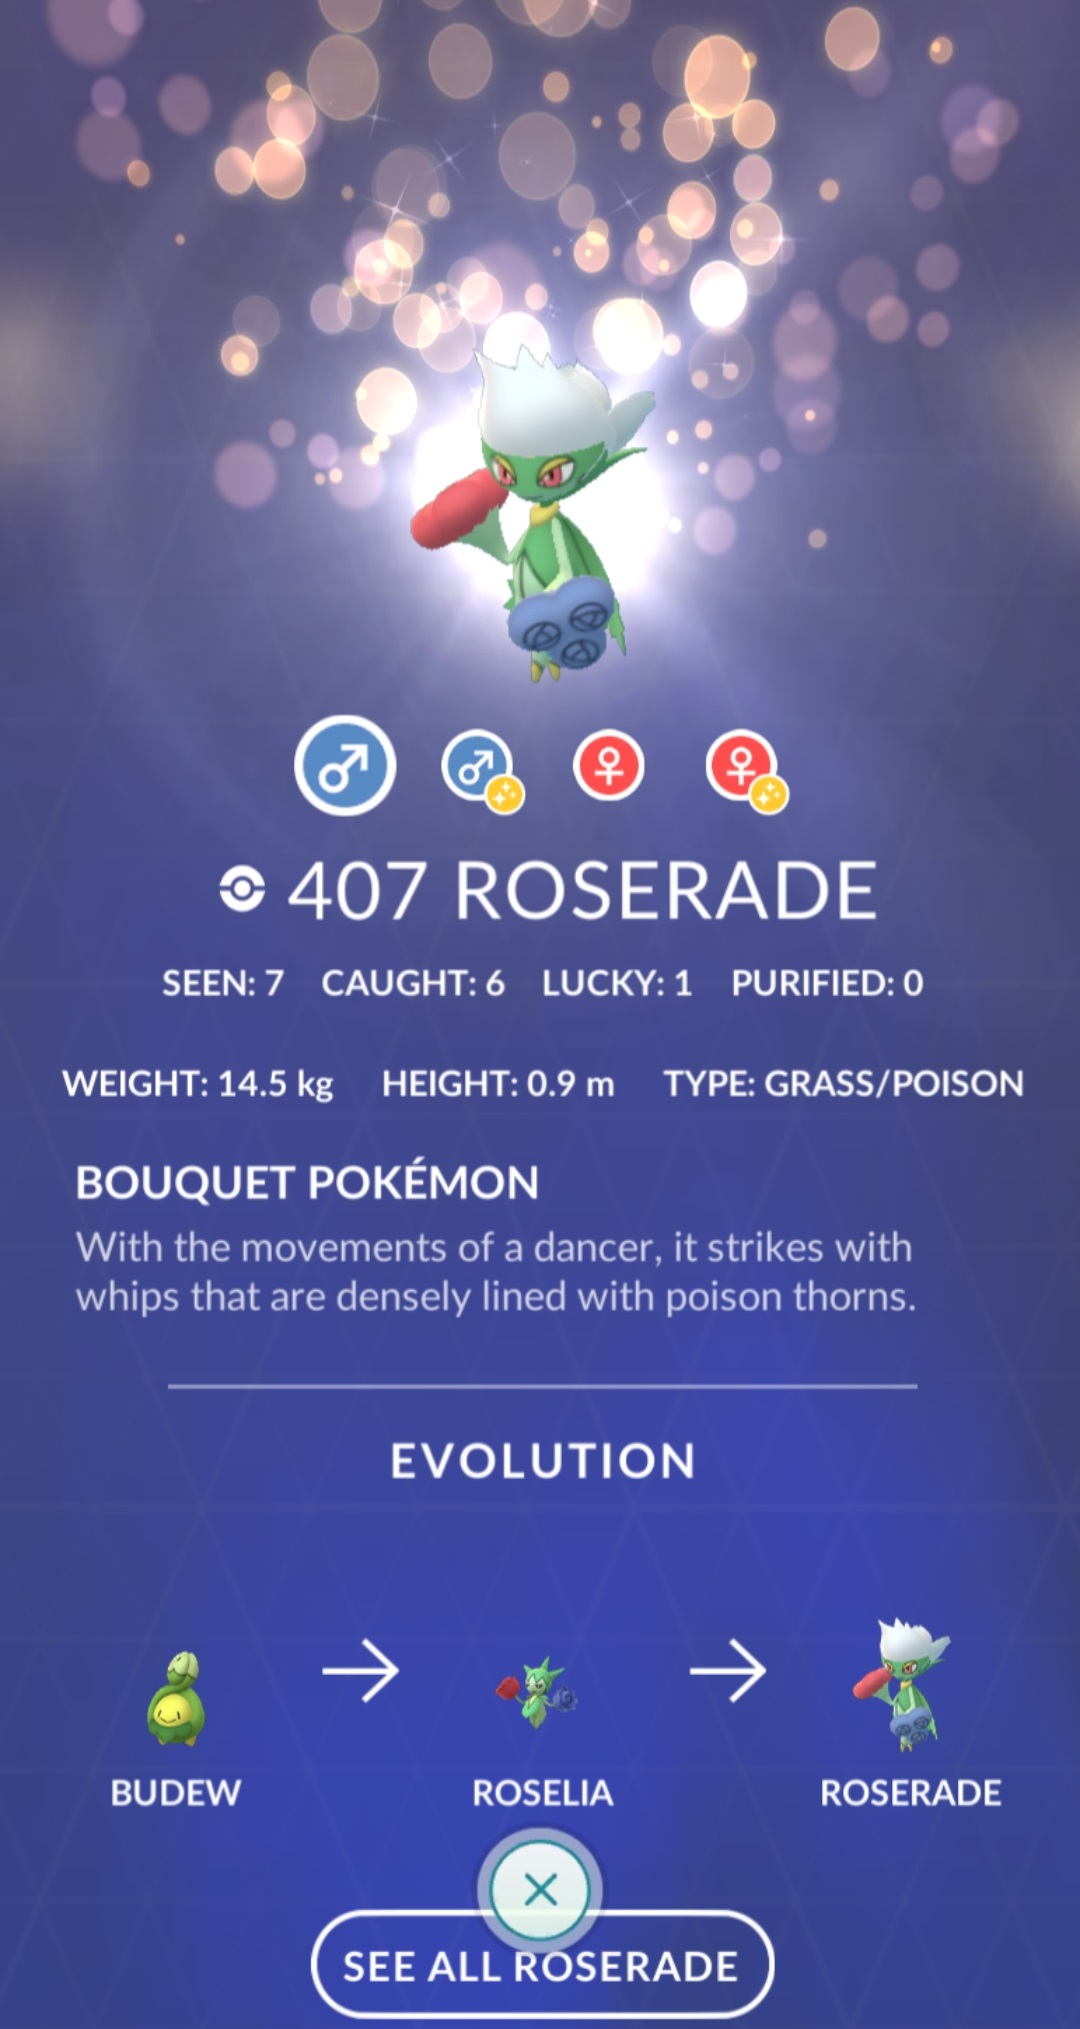 407 ROSERADE
SEEN: 7 CAUGHT: 6 LUCKY: 1 PURIFIED: 0
WEIGHT: 14.5 kg HEIGHT: 0.9 m TYPE: GRASS/POISON
BOUQUET POKÉMON
With the movements of a dancer, it strikes with
whips that are densely lined with poison thorns.
EVOLUTION
BUDEW ROSELIA ROSERADE
SEE ALL ROSERADE